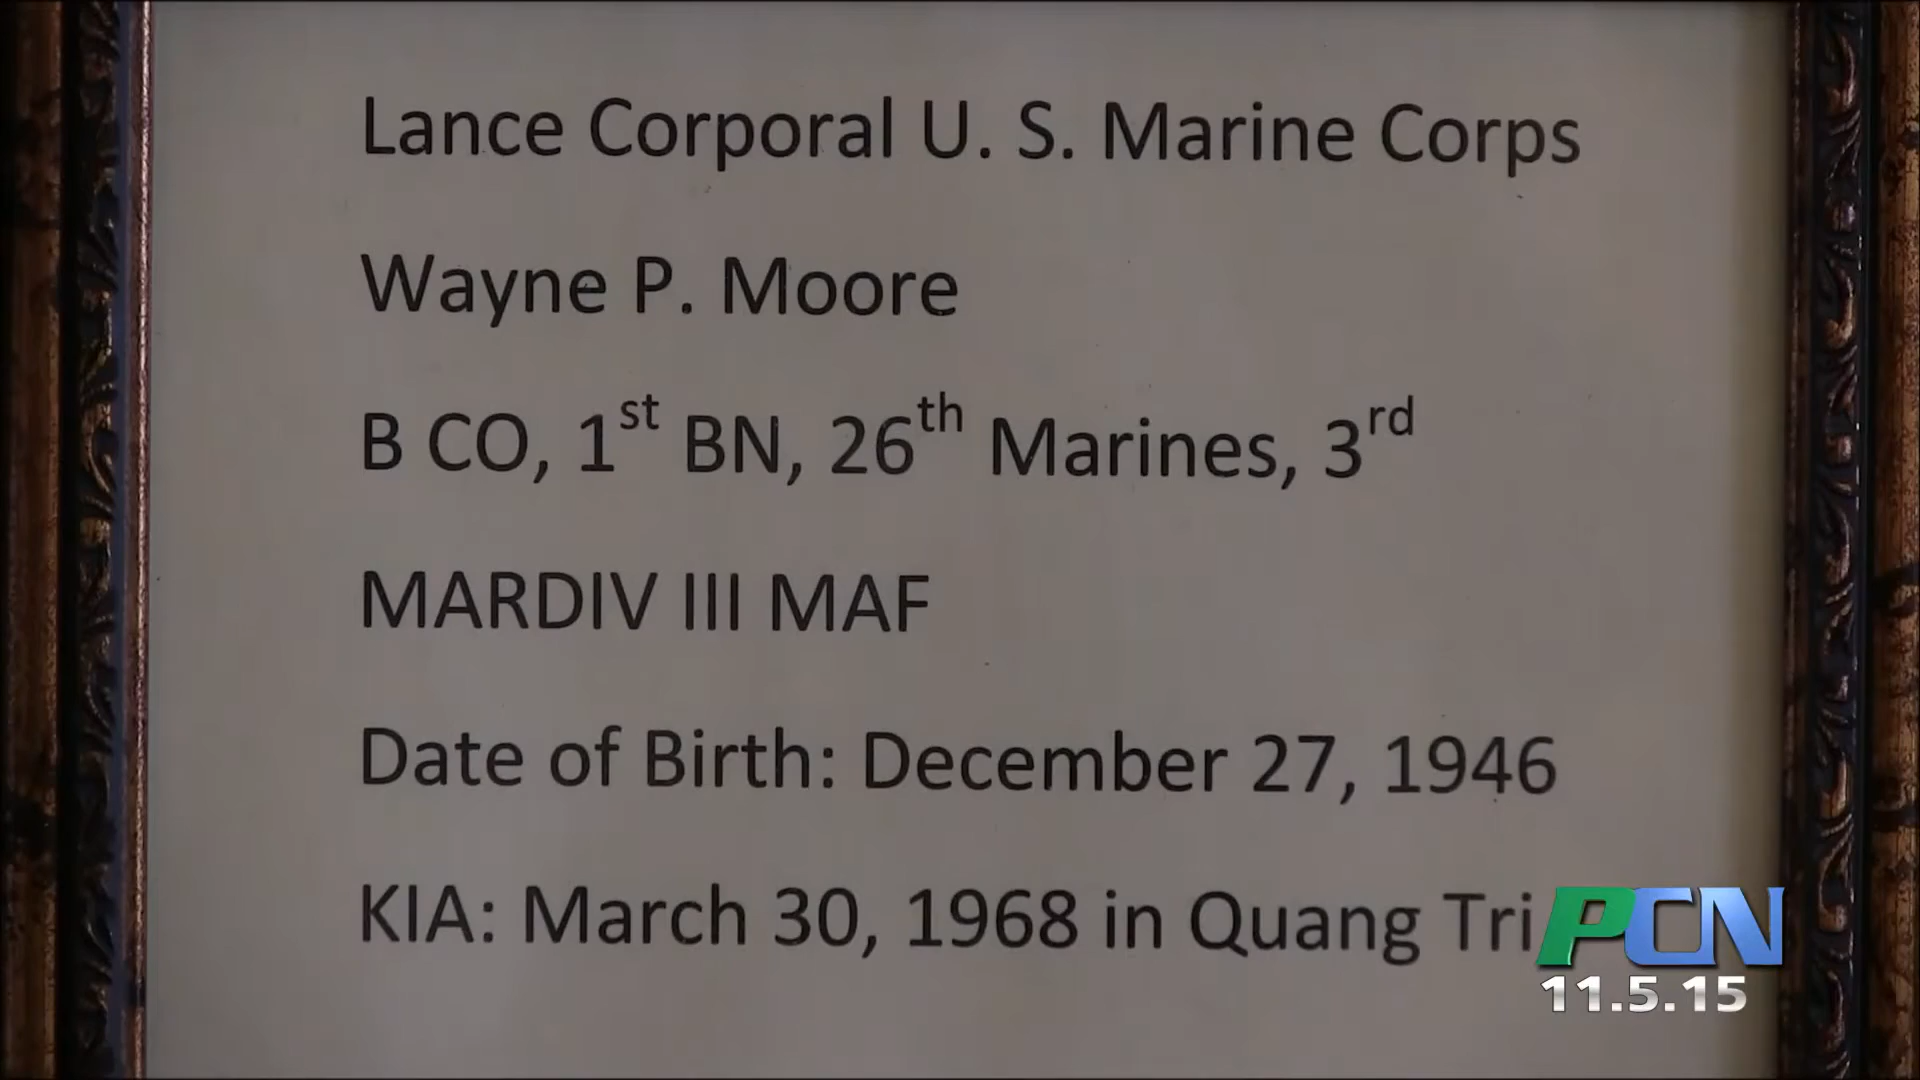 Lance Corporal U. S. Marine Corps
Wayne P. Moore
B CO, 1st BN, 26th Marines, 3rd
MARDIV III MAF
Date of Birth: December 27, 1946
KIA: March 30, 1968 in Quang Tri
PCN
11.5.15